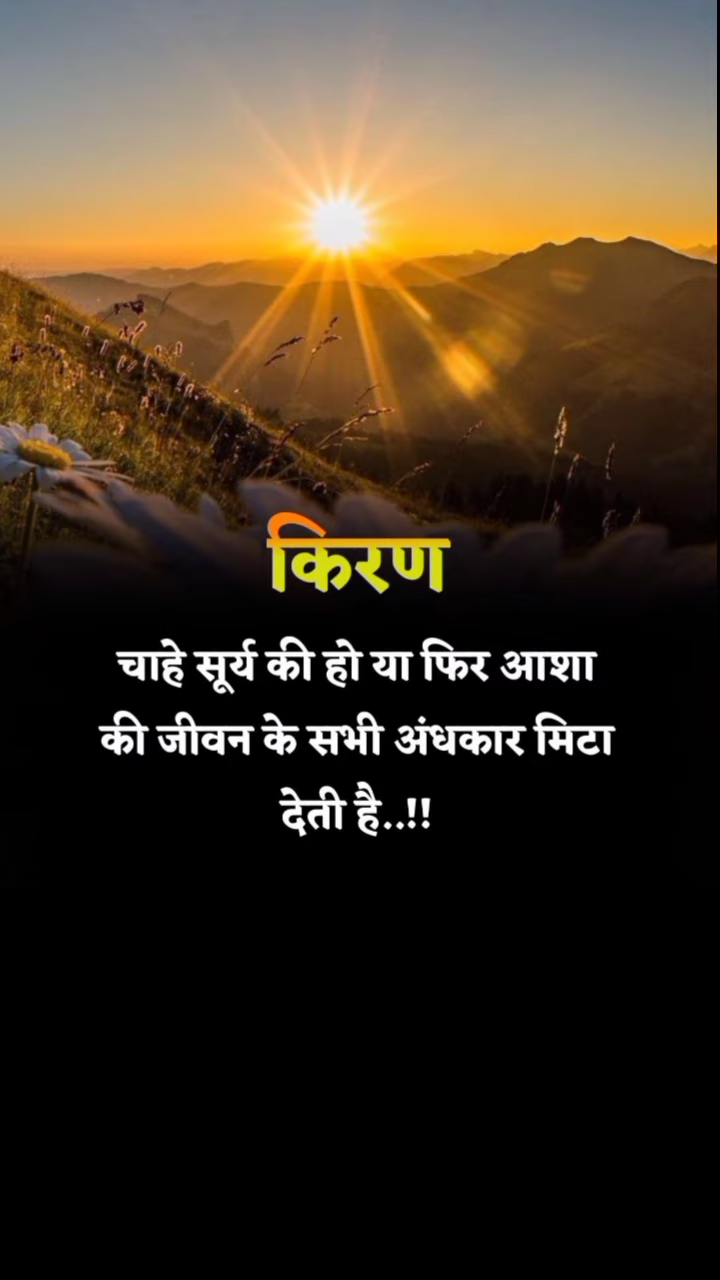 किरण
चाहे सूर्य की हो या फिर आशा
की जीवन के सभी अंधकार मिटा
देती है..!!